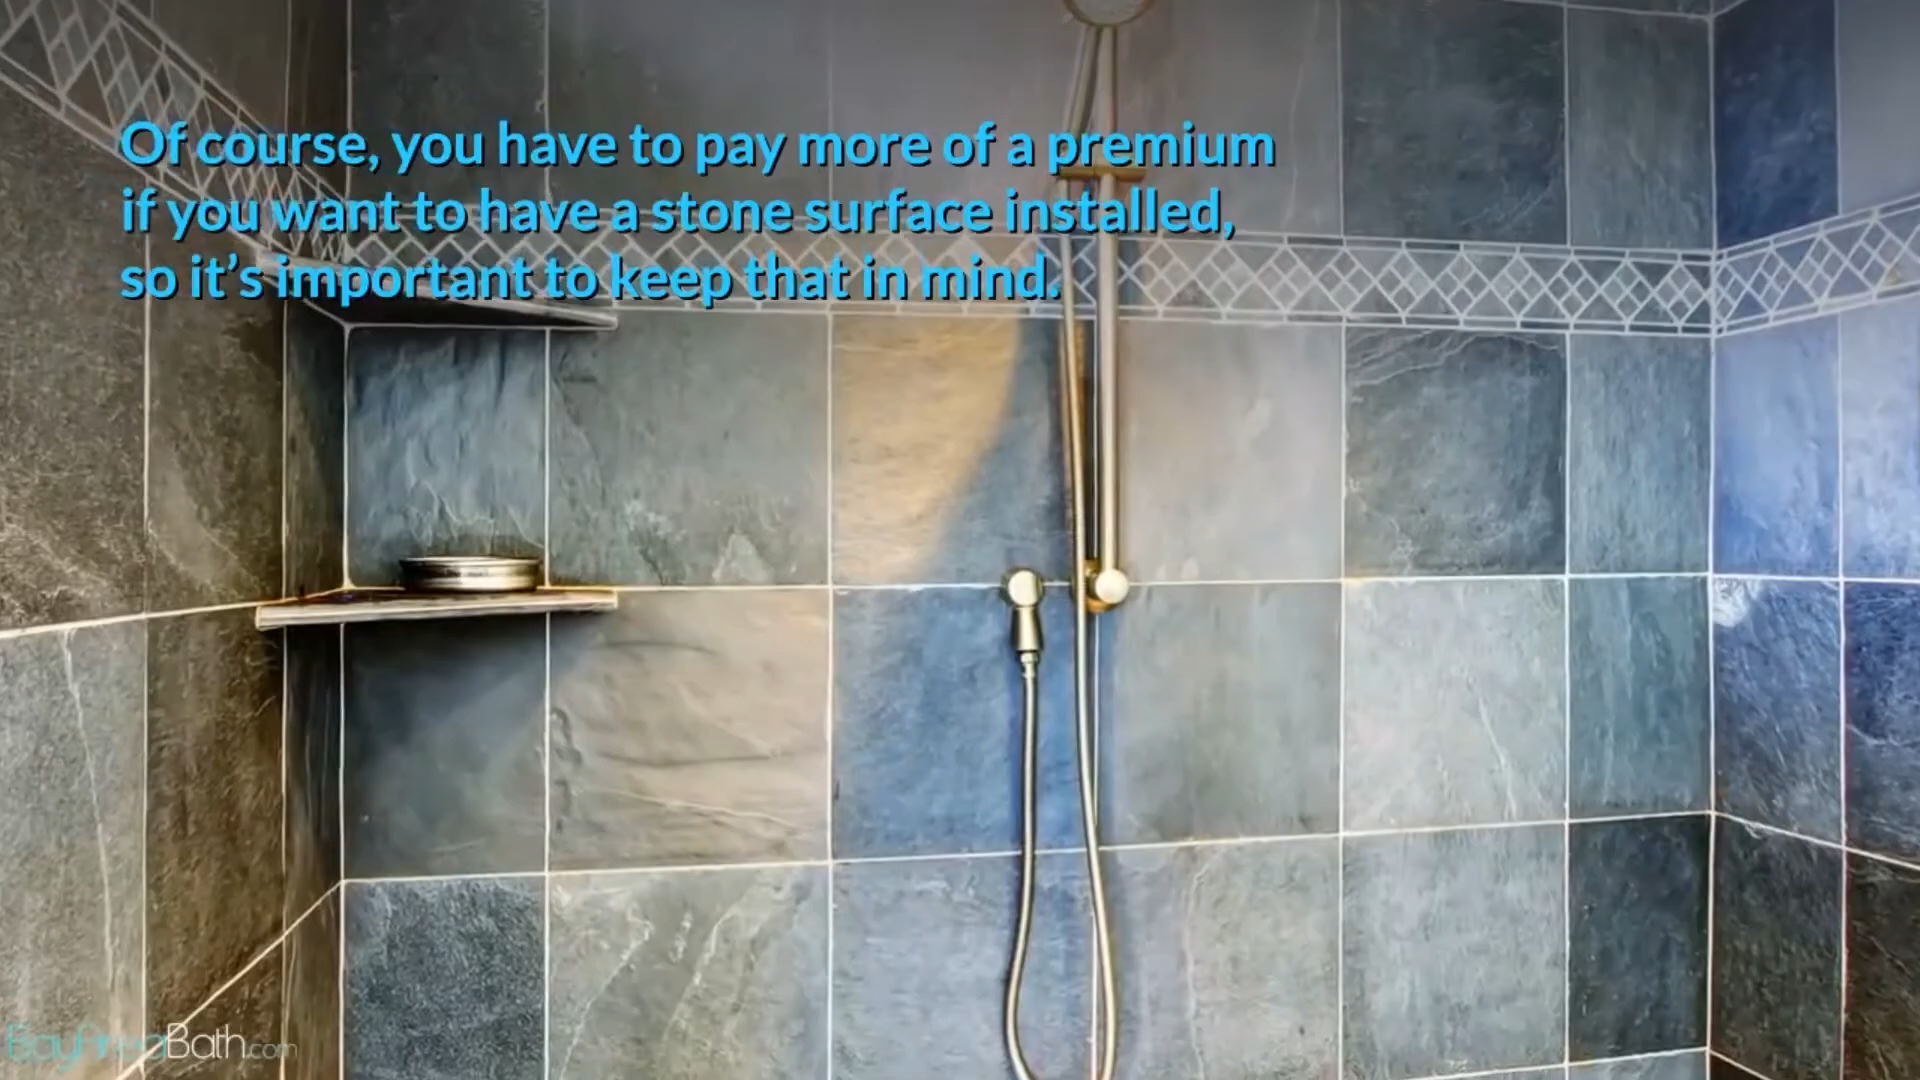 Of course, you have to pay more of a premium
if you want to have a stone surface installed,
so it’s important to keep that in mind.
BayAreaBath.com